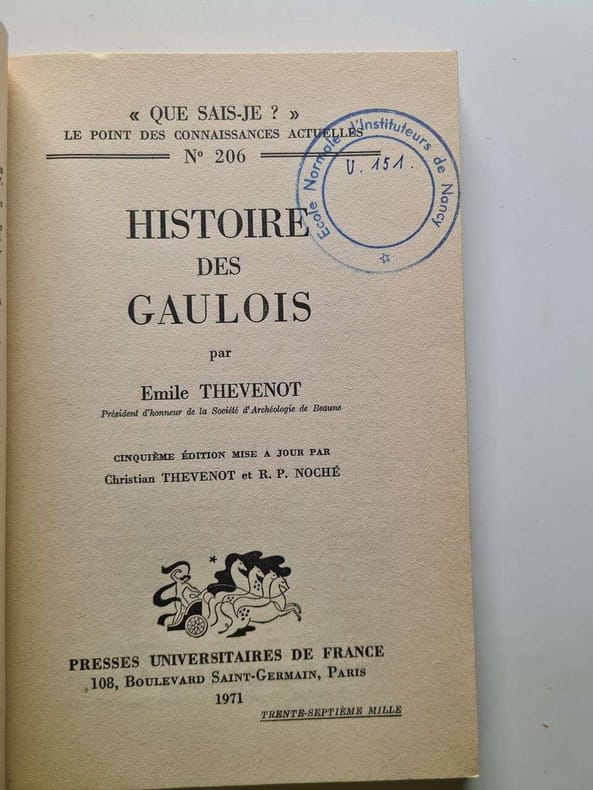 « QUE SAIS-JE ? »
LE POINT DES CONNAISSANCES ACTUELLES
Nº 206
Ecole Normale d'Instituteurs de Nancy
U. 151.
HISTOIRE
DES
GAULOIS
par
Emile THEVENOT
Président d'honneur de la Société d'Archéologie de Beaune
CINQUIÈME ÉDITION MISE A JOUR PAR
Christian THEVENOT et R. P. NOCHÉ
PRESSES UNIVERSITAIRES DE FRANCE
108, BOULEVARD SAINT-GERMAIN, PARIS
1971
TRENTE-SEPTIÈME MILLE